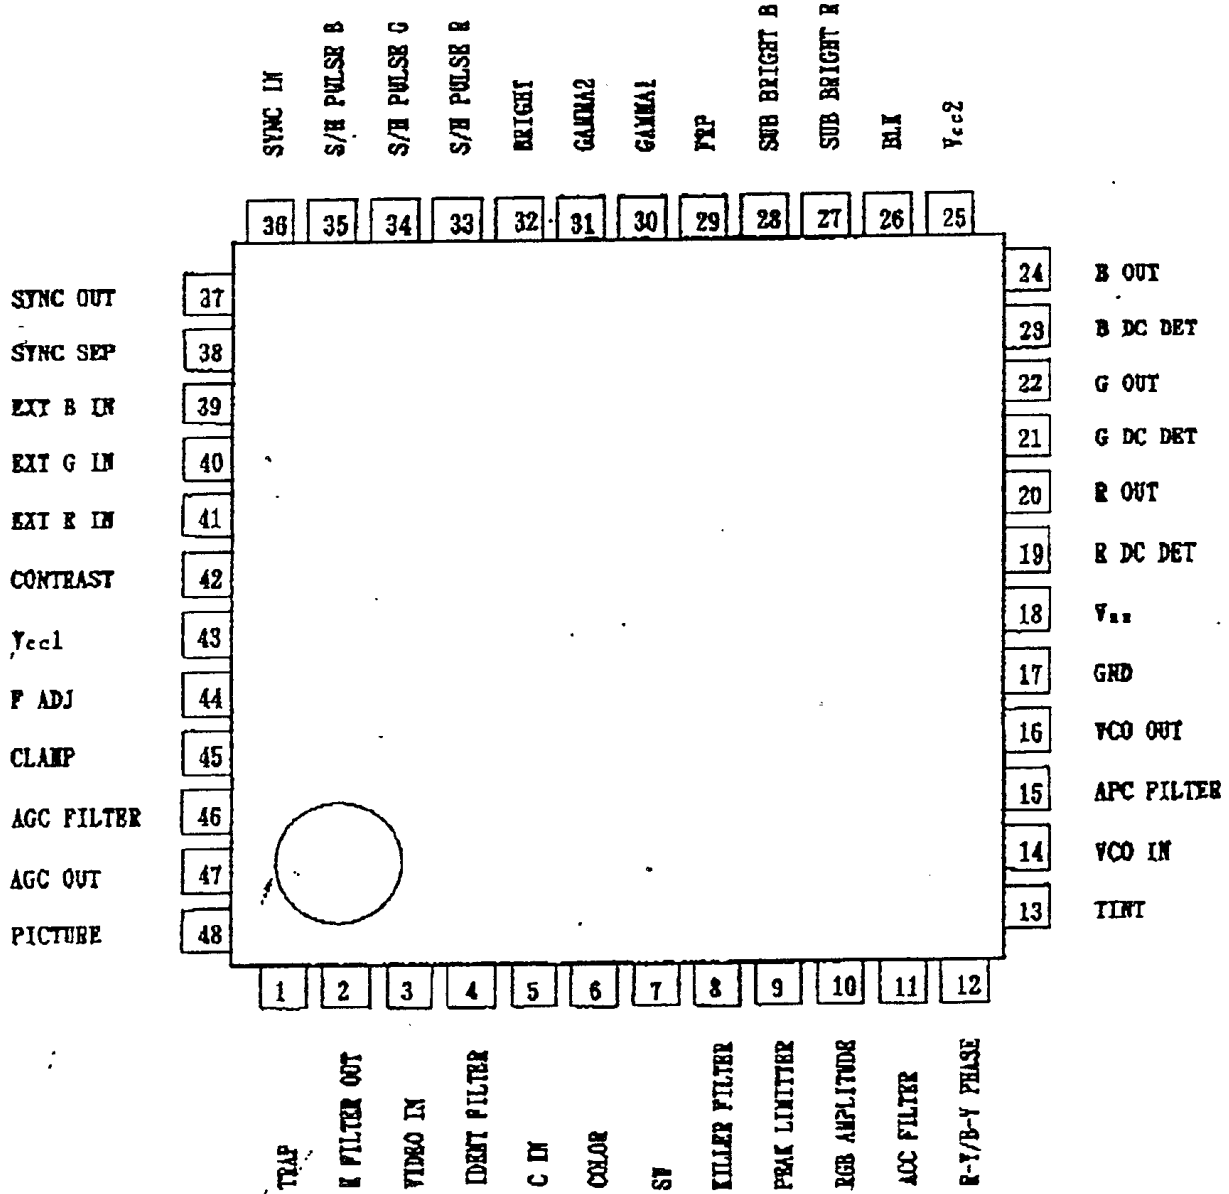 SYNC IN
S/H PULSE B
S/H PULSE G
S/H PULSE R
BRIGHT
GAMMA2
GAMMA1
FRP
SUB BRIGHT B
SUB BRIGHT R
BLK
Vcc2
36
35
34
33
32
31
30
29
28
27
26
25
SYNC OUT
37
SYNC SEP
38
EXT B IN
39
EXT G IN
40
EXT R IN
41
CONTRAST
42
Vcc1
43
F ADJ
44
CLAMP
45
AGC FILTER
46
AGC OUT
47
PICTURE
48
24
B OUT
23
B DC DET
22
G OUT
21
G DC DET
20
R OUT
19
R DC DET
18
17
GND
16
VCO OUT
15
APC FILTER
14
VCO IN
13
TINT
1
2
3
4
5
6
7
8
9
10
11
12
TRAP
FILTER OUT
VIDEO IN
IDENT FILTER
C IN
COLOR
SW
KILLER FILTER
PEAK LIMITTER
RGB AMPLITUDE
ACC FILTER
R-Y/B-Y PHASE